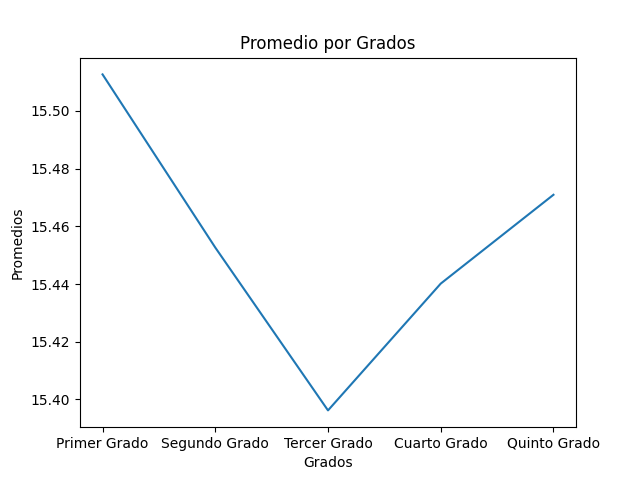 Promedio por Grados
15.50
15.48
15.46
15.44
15.42
15.40
Promedios
Primer Grado Segundo Grado Tercer Grado Cuarto Grado Quinto Grado
Grados